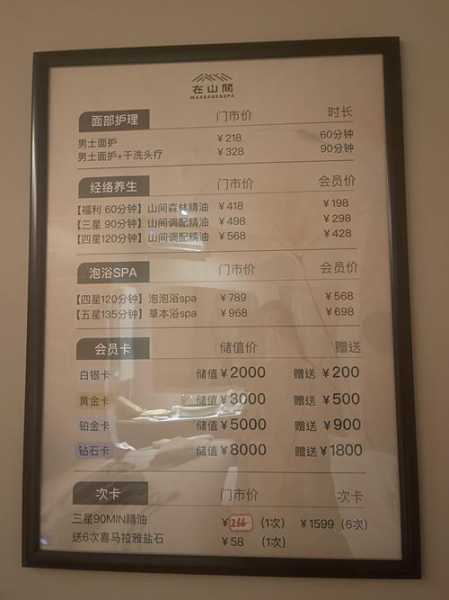 在山間
MASSAGE&SPA
面部护理 门市价 时长
男士面护 ¥218 60分钟
男士面护+干洗头疗 ¥328 90分钟
经络养生 门市价 会员价
【福利 60分钟】山间森林精油 ¥418 ¥198
【三星 90分钟】山间调配精油 ¥498 ¥298
【四星120分钟】山间调配精油 ¥568 ¥428
泡浴SPA 门市价 会员价
【四星120分钟】泡泡浴spa ¥789 ¥568
【五星135分钟】草本浴spa ¥968 ¥698
会员卡 储值价 赠送
白银卡 储值¥2000 赠送 ¥200
黄金卡 储值¥3000 赠送 ¥500
铂金卡 储值¥5000 赠送 ¥900
钻石卡 储值¥8000 赠送 ¥1800
次卡 门市价 次卡
三星90MIN精油 ¥266 (1次) ¥1599 (6次)
送6次喜马拉雅盐石 ¥58 (1次)